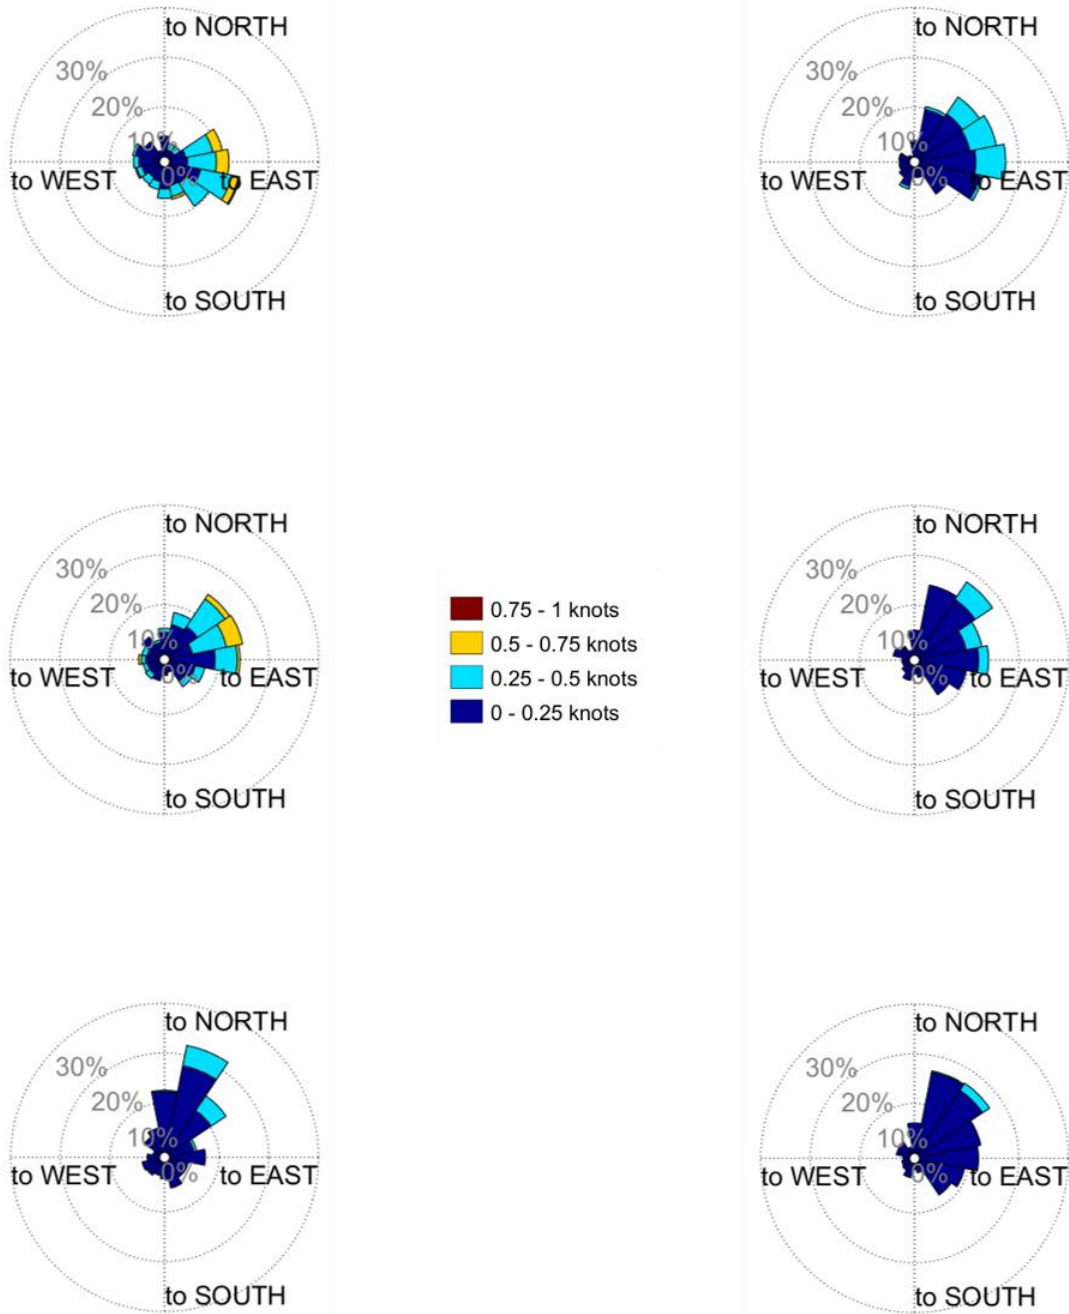 to NORTH
to NORTH
30%
30%
20%
20%
10%
10%
to WEST
0%
to EAST
to WEST
0%
to EAST
to SOUTH
to SOUTH
to NORTH
to NORTH
30%
30%
20%
20%
10%
10%
to WEST
0%
to EAST
to WEST
0%
to EAST
0.75 - 1 knots
0.5 - 0.75 knots
0.25 - 0.5 knots
0 - 0.25 knots
to SOUTH
to SOUTH
to NORTH
to NORTH
30%
30%
20%
20%
10%
10%
to WEST
0%
to EAST
to WEST
0%
to EAST
to SOUTH
to SOUTH